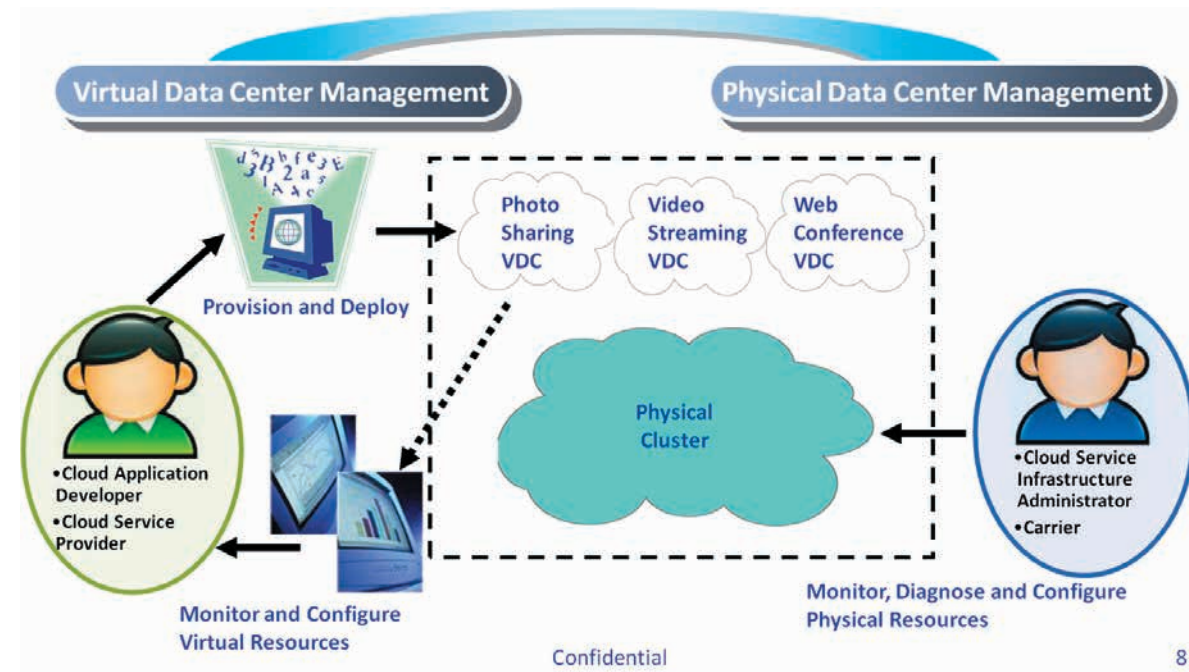 Virtual Data Center Management
Physical Data Center Management
Provision and Deploy
Photo
Sharing
VDC
Video
Streaming
VDC
Web
Conference
VDC
Physical
Cluster
•Cloud Application
Developer
•Cloud Service
Provider
•Cloud Service
Infrastructure
Administrator
•Carrier
Monitor and Configure
Virtual Resources
Monitor, Diagnose and Configure
Physical Resources
Confidential
8